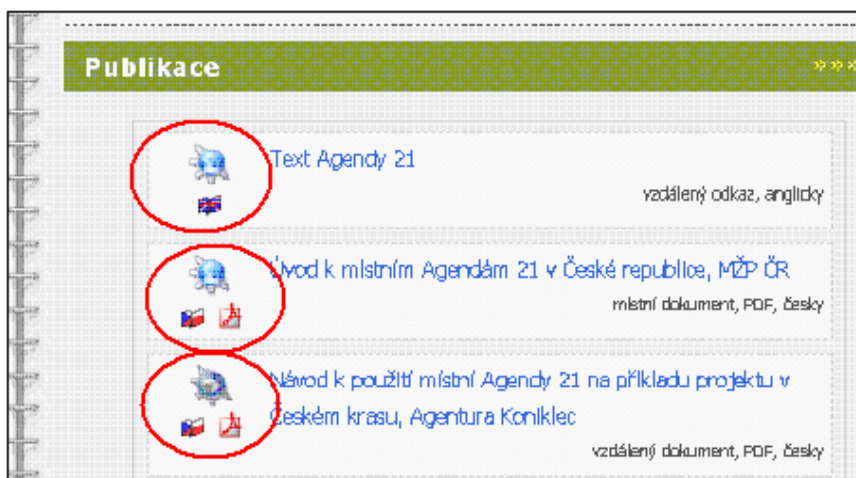 Publikace »»»
Text Agendy 21
vzdálený odkaz, anglicky
Úvod k místním Agendám 21 v České republice, MŽP ČR
místní dokument, PDF, česky
Návod k použití místní Agendy 21 na příkladu projektu v
Českém krasu, Agentura Koniklec
vzdálený dokument, PDF, česky